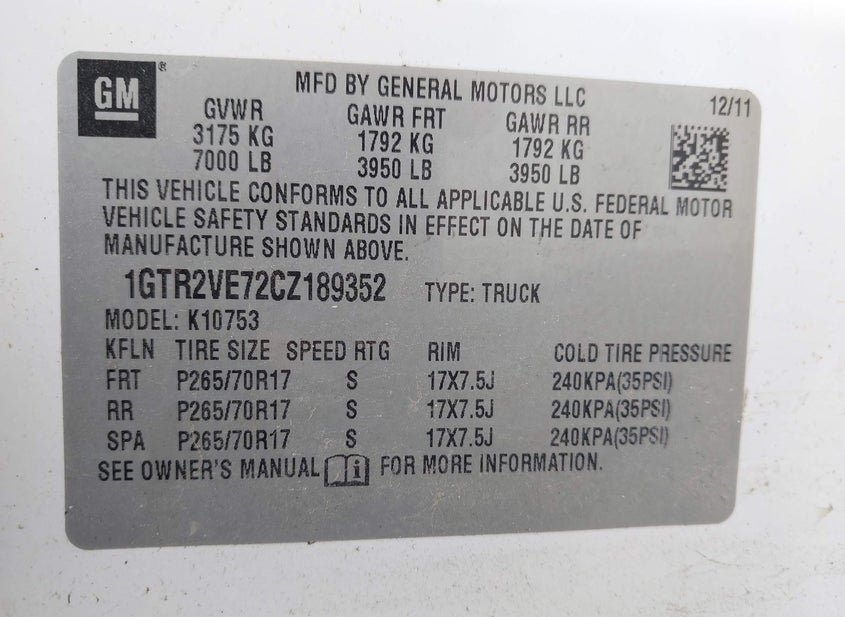 GM ®
MFD BY GENERAL MOTORS LLC
12/11
GVWR GAWR FRT GAWR RR
3175 KG 1792 KG 1792 KG
7000 LB 3950 LB 3950 LB
THIS VEHICLE CONFORMS TO ALL APPLICABLE U.S. FEDERAL MOTOR
VEHICLE SAFETY STANDARDS IN EFFECT ON THE DATE OF
MANUFACTURE SHOWN ABOVE.
1GTR2VE72CZ189352 TYPE: TRUCK
MODEL: K10753
KFLN TIRE SIZE SPEED RTG RIM COLD TIRE PRESSURE
FRT P265/70R17 S 17X7.5J 240KPA(35PSI)
RR P265/70R17 S 17X7.5J 240KPA(35PSI)
SPA P265/70R17 S 17X7.5J 240KPA(35PSI)
SEE OWNER'S MANUAL i FOR MORE INFORMATION.